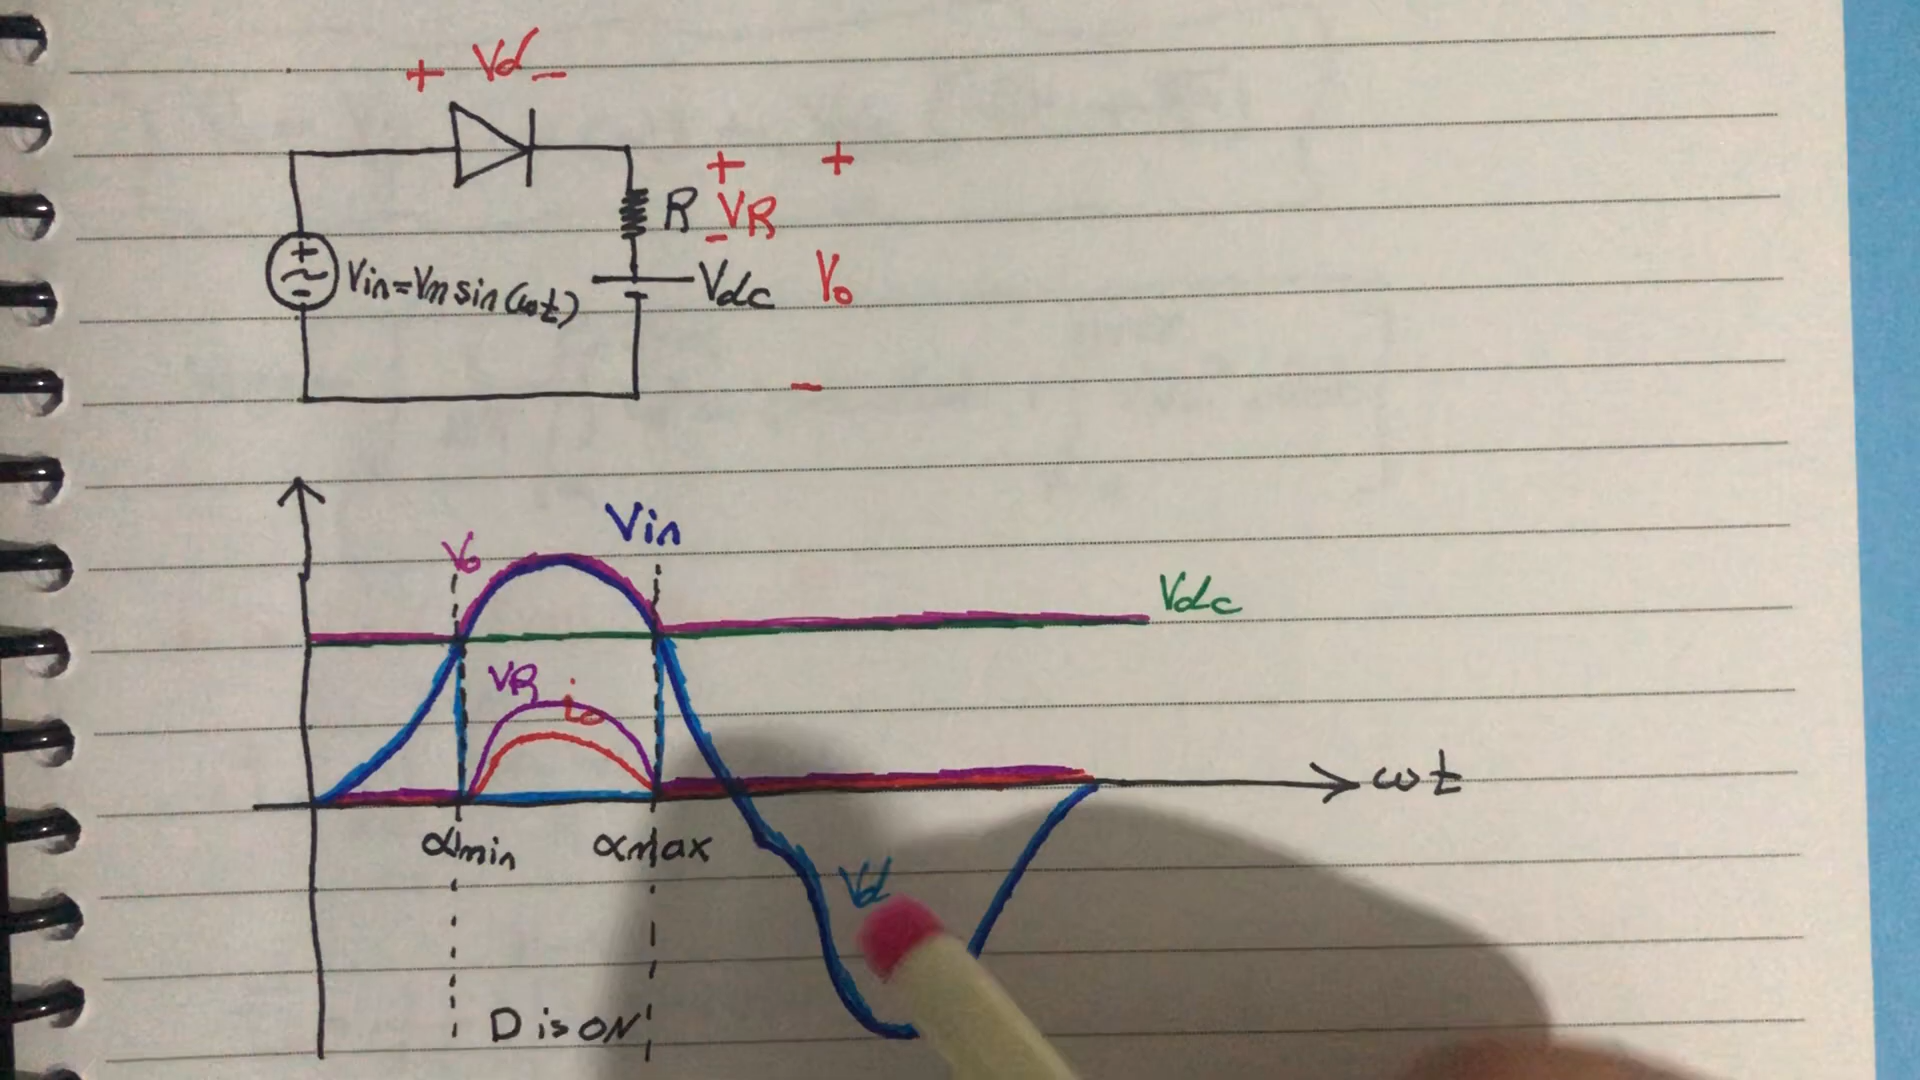 + Vd -
+ +
R VR
-
Vin=Vm sin(ωt) Vdc Vo
-
Vin
Vo
Vdc
VR io
ωt
αmin αmax
Vd
D is ON